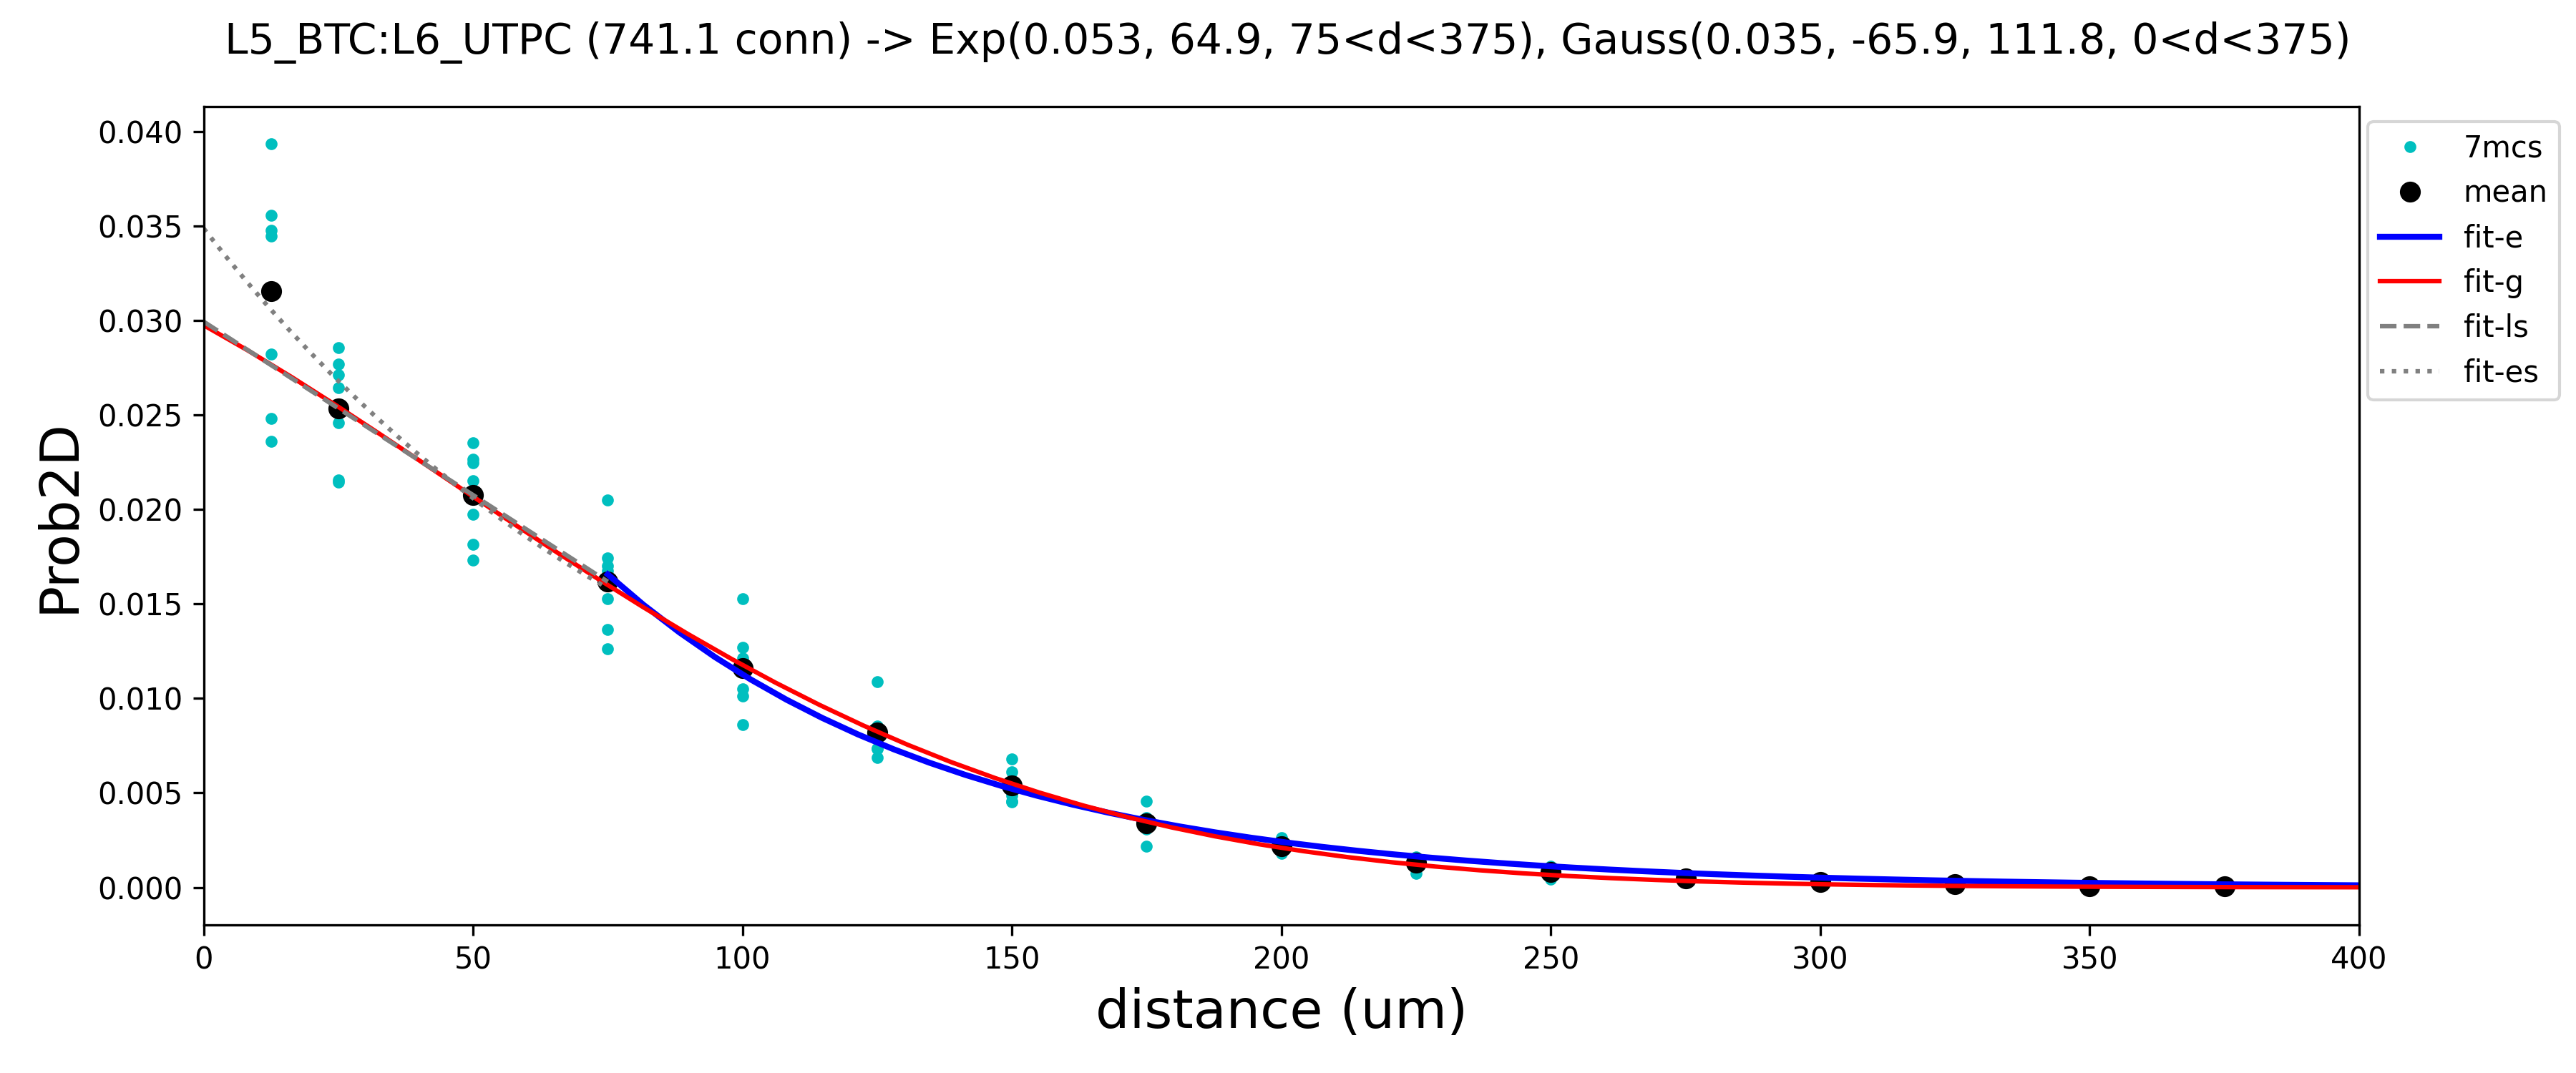 L5_BTC:L6_UTPC (741.1 conn) -> Exp(0.053, 64.9, 75<d<375), Gauss(0.035, -65.9, 111.8, 0<d<375)
0.040
0.035
0.030
0.025
0.020
0.015
0.010
0.005
0.000
Prob2D
0 50 100 150 200 250 300 350 400
distance (um)
7mcs
mean
fit-e
fit-g
fit-ls
fit-es